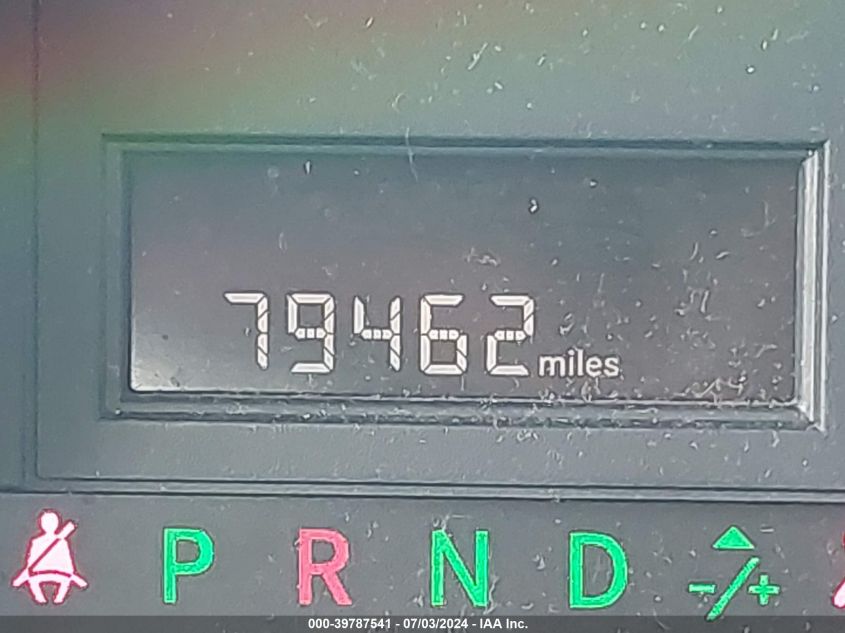 79462 miles
P R N D -/+
000-39787541 - 07/03/2024 - IAA Inc.